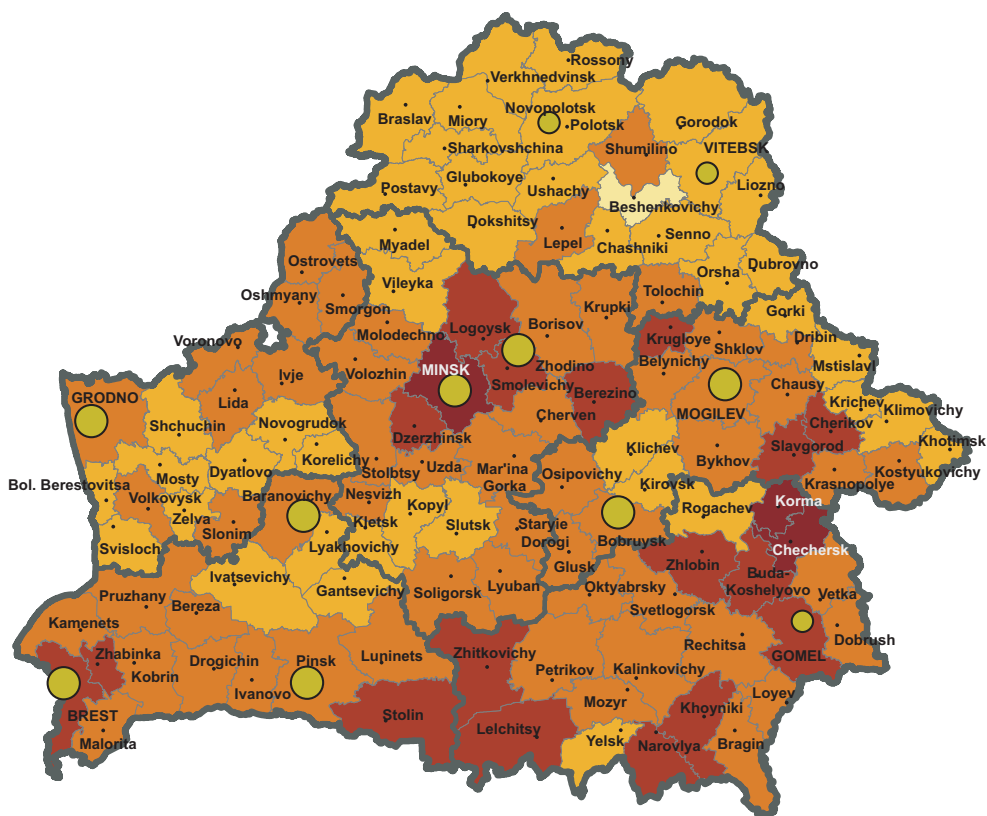 Rossony
Verkhnedvinsk
Braslav
Miory
Novopolotsk
Polotsk
Gorodok
Sharkovshchina
Shumilino
VITEBSK
Postavy
Glubokoye
Ushachy
Liozno
Beshenkovichy
Dokshitsy
Lepel
Chashniki
Senno
Myadel
Ostrovets
Orsha
Dubrovno
Vileyka
Oshmyany
Smorgon
Tolochin
Krupki
Gorki
Molodechno
Logoysk
Borisov
Voronovo
Krugloye
Shklov
Dribin
Belynichy
Mstislavl
Ivje
Volozhin
MINSK
Zhodino
Smolevichy
Chausy
GRODNO
Lida
Berezino
Krichev
Klimovichy
MOGILEV
Cherven
Shchuchin
Novogrudok
Cherikov
Dzerzhinsk
Slavgorod
Khotimsk
Korelichy
Klichev
Bykhov
Kostyukovichy
Dyatlovo
Stolbtsy
Uzda
Mar'ina
Gorka
Osipovichy
Krasnopolye
Bol. Berestovitsa
Mosty
Kirovsk
Volkovysk
Baranovichy
Nesvizh
Kopyl
Korma
Rogachev
Zelva
Slonim
Kletsk
Slutsk
Staryie
Dorogi
Bobruysk
Svisloch
Lyakhovichy
Chechersk
Glusk
Zhlobin
Buda-
Koshelyovo
Ivatsevichy
Gantsevichy
Soligorsk
Lyuban
Oktyabrsky
Vetka
Pruzhany
Bereza
Svetlogorsk
Kamenets
Dobrush
Rechitsa
Zhabinka
Drogichin
Pinsk
Luninets
Zhitkovichy
GOMEL
Kobrin
Ivanovo
Petrikov
Kalinkovichy
Loyev
Mozyr
BREST
Stolin
Khoyniki
Malorita
Lelchitsy
Yelsk
Narovlya
Bragin